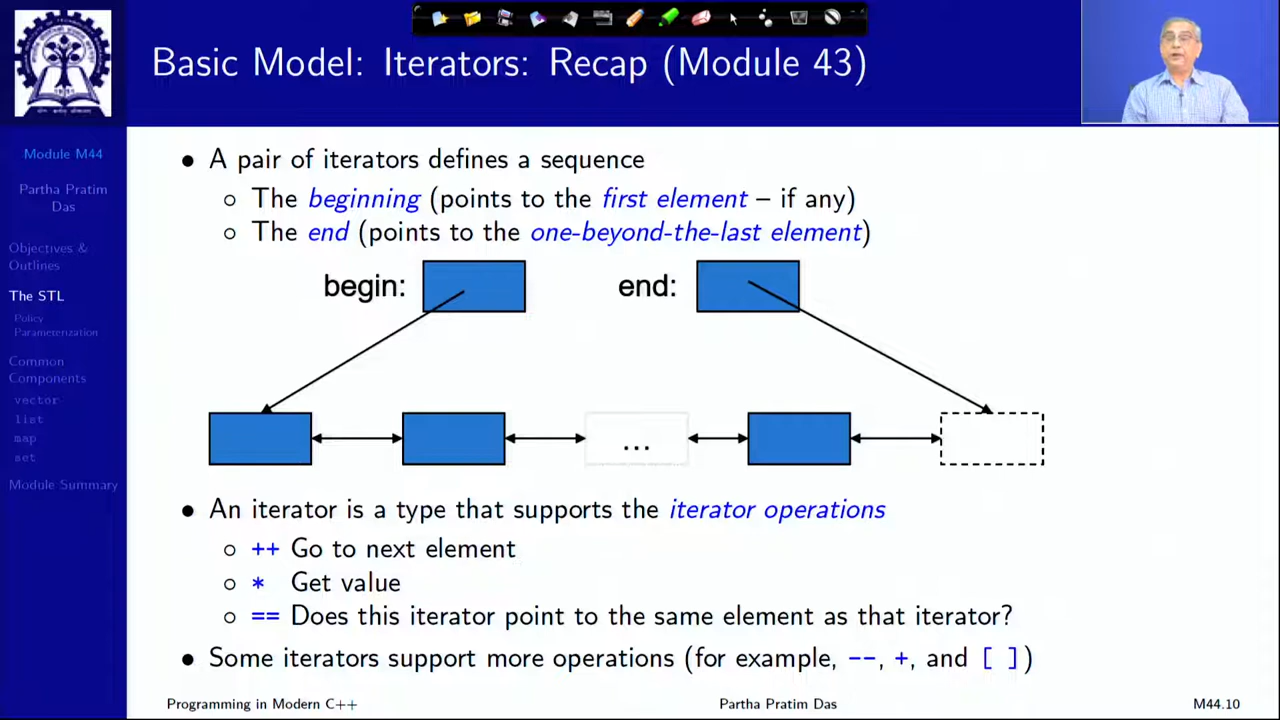 Basic Model: Iterators: Recap (Module 43)
Module M44
Partha Pratim
Das
Objectives &
Outlines
The STL
Policy
Parameterization
Common
Components
vector
list
map
set
Module Summary
• A pair of iterators defines a sequence
○ The beginning (points to the first element – if any)
○ The end (points to the one-beyond-the-last element)
begin:
end:
...
• An iterator is a type that supports the iterator operations
○ ++ Go to next element
○ * Get value
○ == Does this iterator point to the same element as that iterator?
• Some iterators support more operations (for example, --, +, and [ ])
Programming in Modern C++
Partha Pratim Das
M44.10